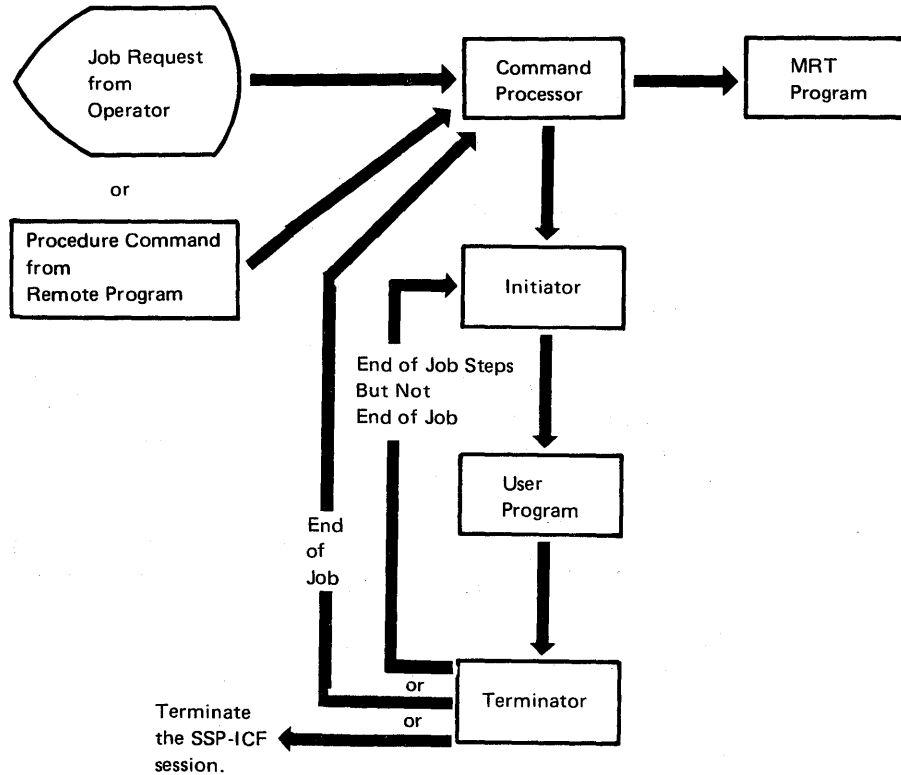 Job Request
from
Operator
or
Procedure Command
from
Remote Program
Command
Processor
MRT
Program
Initiator
End of Job Steps
But Not
End of Job
User
Program
End
of
Job
or
Terminator
or
Terminate
the SSP-ICF
session.